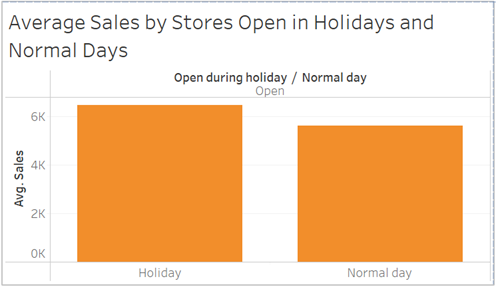 Average Sales by Stores Open in Holidays and
Normal Days
Open during holiday / Normal day
Open
Avg. Sales
6K
4K
2K
0K
Holiday Normal day